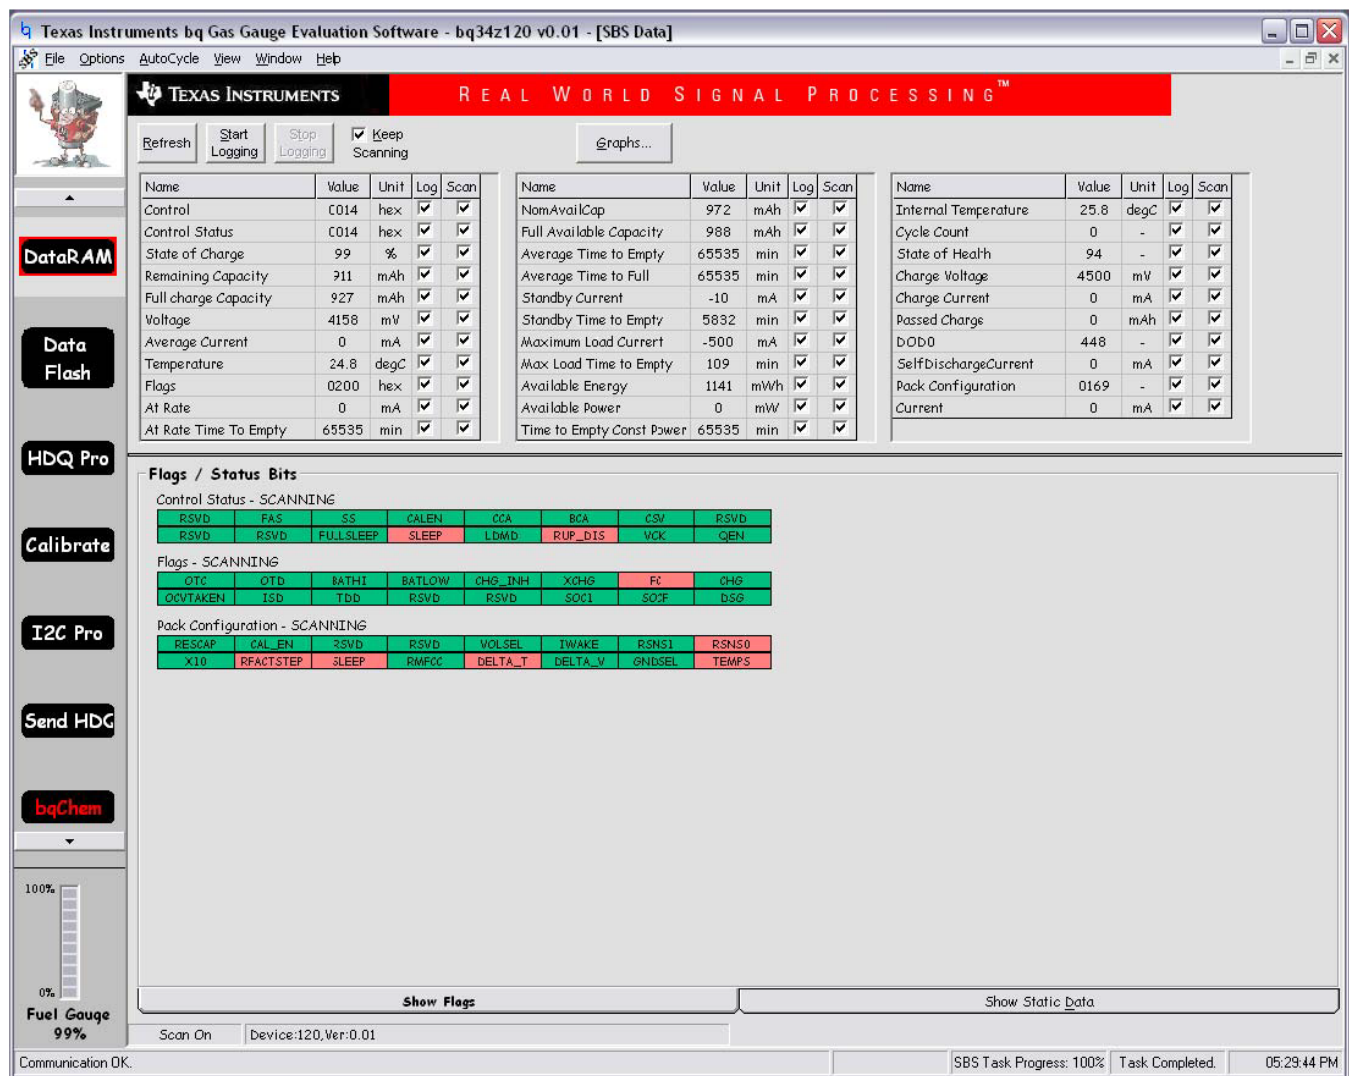 Texas Instruments bq Gas Gauge Evaluation Software - bq34z120 v0.01 - [SBS Data]
File Options AutoCycle View Window Help
TEXAS INSTRUMENTS REAL WORLD SIGNAL PROCESSING™
Refresh Start Logging Stop Logging Keep Scanning Graphs...
Name Value Unit Log Scan
Control C014 hex
Control Status C014 hex
State of Charge 99 %
Remaining Capacity 911 mAh
Full charge Capacity 927 mAh
Voltage 4158 mV
Average Current 0 mA
Temperature 24.8 degC
Flags 0200 hex
At Rate 0 mA
At Rate Time To Empty 65535 min
Name Value Unit Log Scan
NomAvailCap 972 mAh
Full Available Capacity 988 mAh
Average Time to Empty 65535 min
Average Time to Full 65535 min
Standby Current -10 mA
Standby Time to Empty 5832 min
Maximum Load Current -500 mA
Max Load Time to Empty 109 min
Available Energy 1141 mWh
Available Power 0 mW
Time to Empty Const Power 65535 min
Name Value Unit Log Scan
Internal Temperature 25.8 degC
Cycle Count 0 -
State of Health 94 -
Charge Voltage 4500 mV
Charge Current 0 mA
Passed Charge 0 mAh
DOD0 448 -
SelfDischargeCurrent 0 mA
Pack Configuration 0169 -
Current 0 mA
DataRAM
Data
Flash
HDQ Pro
Calibrate
I2C Pro
Send HDQ
bqChem
100%
0%
Fuel Gauge
99%
Flags / Status Bits
Control Status - SCANNING
RSVD FAS SS CALEN CCA BCA CSV RSVD
RSVD RSVD FULLSLEEP SLEEP LDMD RUP_DIS VCK QEN
Flags - SCANNING
OTC OTD BATHI BATLOW CHG_INH XCHG FC CHG
OCVTAKEN ISD TDD RSVD RSVD SOC1 SOCF DSG
Pack Configuration - SCANNING
RESCAP CAL_EN RSVD RSVD VOLSEL IWAKE RSNS1 RSNS0
X10 RFACTSTEP SLEEP RMFCC DELTA_T DELTA_V GNDSEL TEMPS
Show Flags Show Static Data
Scan On Device:120,Ver:0.01
Communication OK. SBS Task Progress: 100% Task Completed. 05:29:44 PM